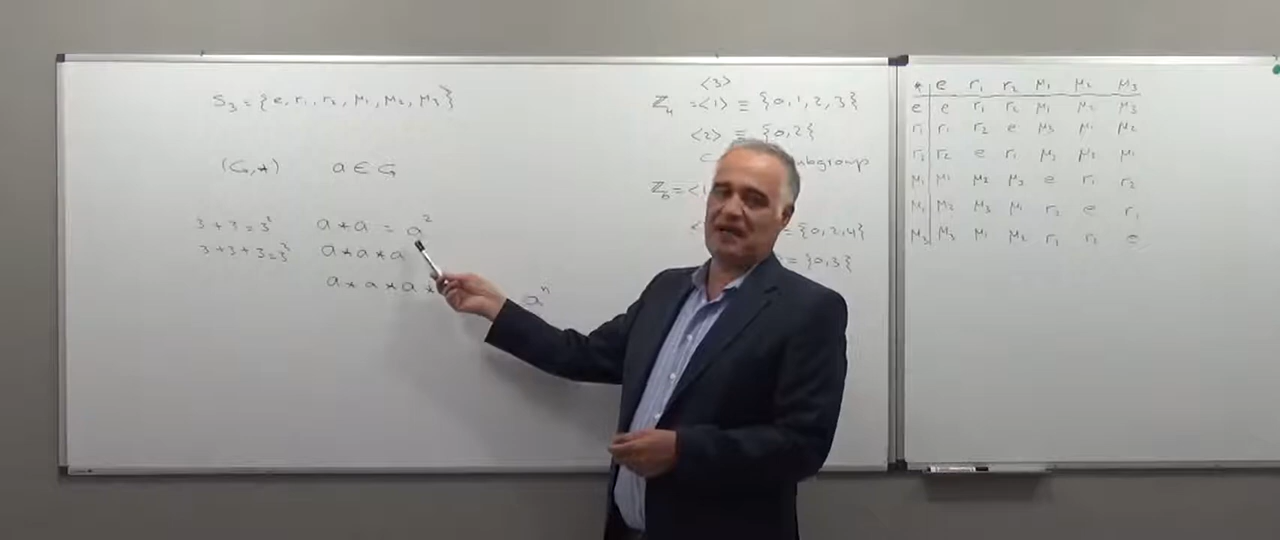 S₃ = {e, r₁, r₂, μ₁, μ₂, μ₃}
(G,⋆) a ∈ G
3+3=3² a⋆a = a²
3+3+3=3³ a⋆a⋆a
a⋆a⋆a⋆
aⁿ
<3>
ℤ₄ = <1> = {0,1,2,3}
<2> = {0,2}
subgroup
ℤ₆ = <1
= {0,2,4}
= {0,3}
⋆ e r₁ r₂ μ₁ μ₂ μ₃
e e r₁ r₂ μ₁ μ₂ μ₃
r₁ r₁ r₂ e μ₃ μ₁ μ₂
r₂ r₂ e r₁ μ₂ μ₃ μ₁
μ₁ μ₁ μ₂ μ₃ e r₁ r₂
μ₂ μ₂ μ₃ μ₁ r₂ e r₁
μ₃ μ₃ μ₁ μ₂ r₁ r₂ e